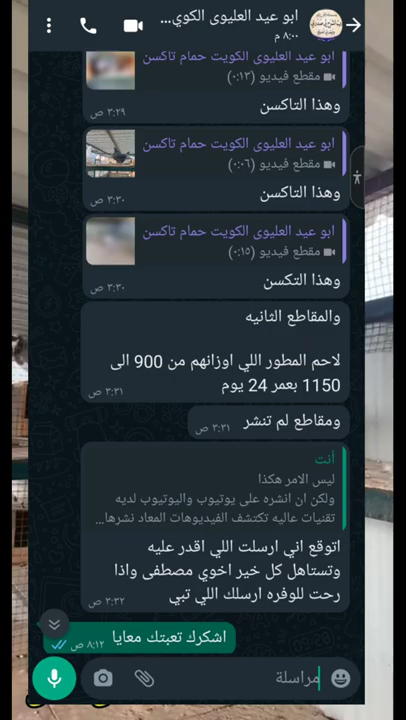 ابو عيد العليوى الكوي...
٨:٠٠ م
ابو عيد العليوى الكويت حمام تاكسن
مقطع فيديو (٠:١٣)
وهذا التاكسن
٣:٢٩ ص
ابو عيد العليوى الكويت حمام تاكسن
مقطع فيديو (٠:٠٦)
وهذا التاكسن
٣:٣٠ ص
ابو عيد العليوى الكويت حمام تاكسن
مقطع فيديو (٠:١٥)
وهذا التكسن
٣:٣٠ ص
والمقاطع الثانيه
لاحم المطور اللي اوزانهم من 900 الى
1150 بعمر 24 يوم
٣:٣١ ص
ومقاطع لم تنشر
٣:٣١ ص
أنت
ليس الامر هكذا
ولكن ان انشره على يوتيوب واليوتيوب لديه
تقنيات عاليه تكتشف الفيديوهات المعاد نشرها...
اتوقع اني ارسلت اللي اقدر عليه
وتستاهل كل خير اخوي مصطفى واذا
رحت للوفره ارسلك اللي تبي
٣:٣٢ ص
اشكرك تعبتك معايا
٨:١٢ ص
مراسلة